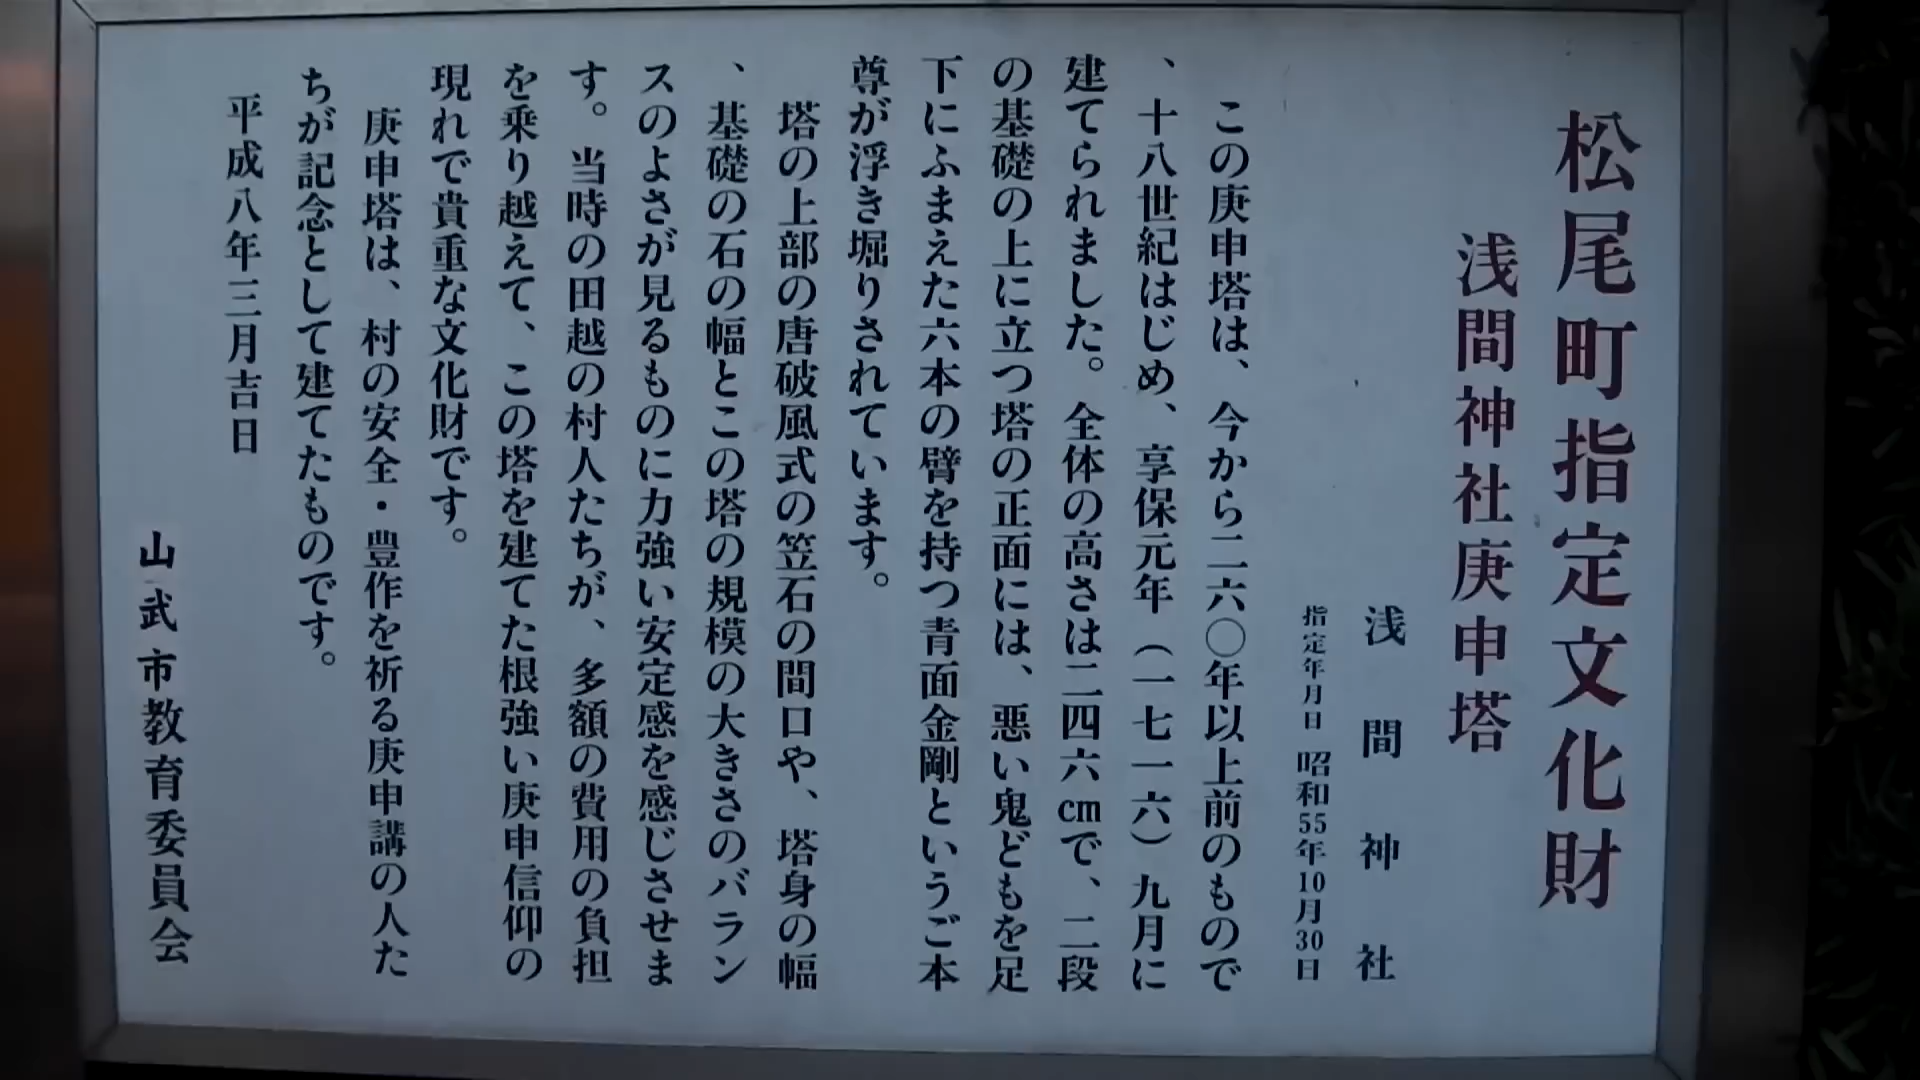 松尾町指定文化財
浅間神社庚申塔
浅間神社
指定年月日 昭和55年10月30日
この庚申塔は、今から二六〇年以上前のもので
、十八世紀はじめ、享保元年（一七一六）九月に
建てられました。全体の高さは二四六cmで、二段
の基礎の上に立つ塔の正面には、悪い鬼どもを足
下にふまえた六本の臂を持つ青面金剛というご本
尊が浮き堀りされています。
塔の上部の唐破風式の笠石の間口や、塔身の幅
、基礎の石の幅とこの塔の規模の大きさのバラン
スのよさが見るものに力強い安定感を感じさせま
す。当時の田越の村人たちが、多額の費用の負担
を乗り越えて、この塔を建てた根強い庚申信仰の
現れで貴重な文化財です。
庚申塔は、村の安全・豊作を祈る庚申講の人た
ちが記念として建てたものです。
平成八年三月吉日
山武市教育委員会